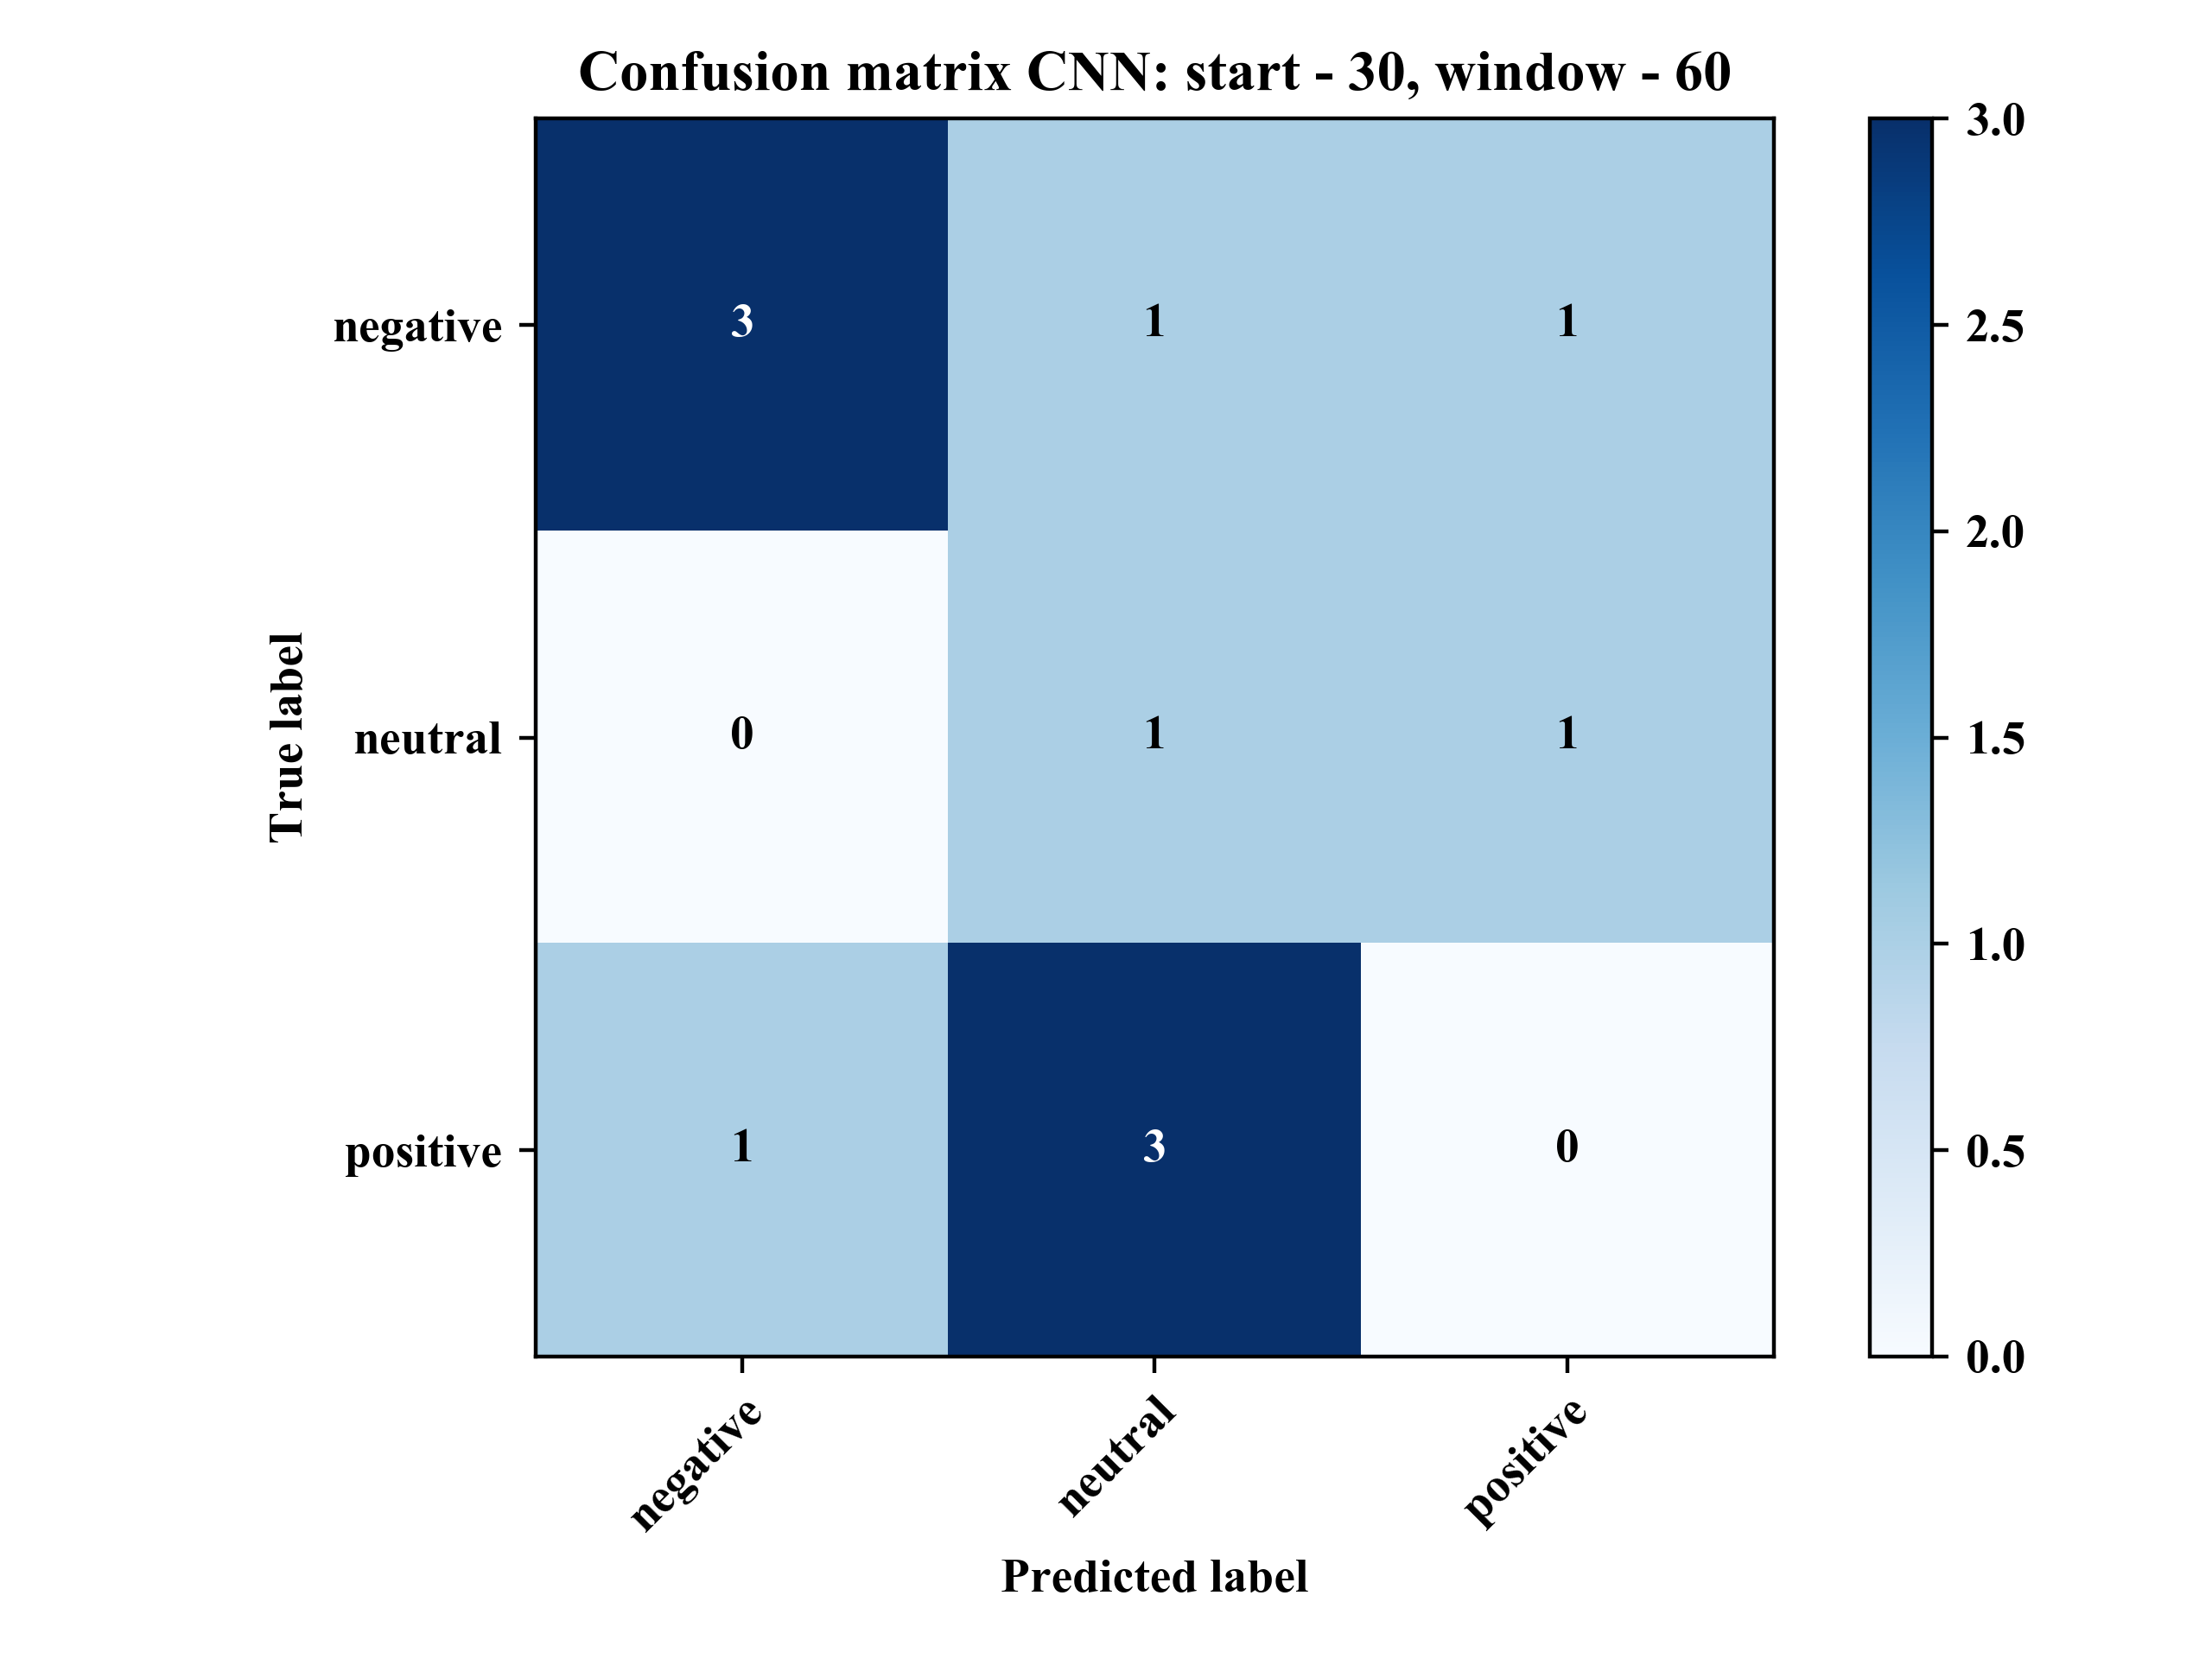 Confusion matrix CNN: start - 30, window - 60
True label
negative 3 1 1
neutral 0 1 1
positive 1 3 0
negative neutral positive
Predicted label
3.0
2.5
2.0
1.5
1.0
0.5
0.0